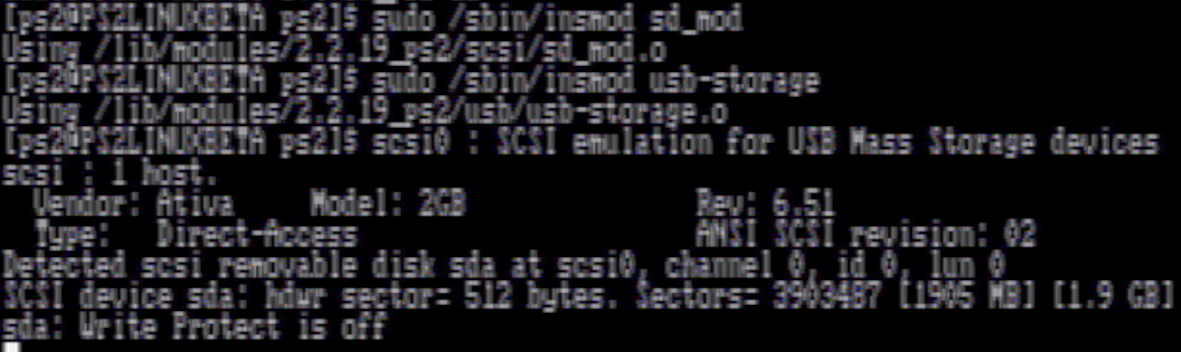 [ps2@PS2LINUXBETA ps2]$ sudo /sbin/insmod sd_mod
Using /lib/modules/2.2.19_ps2/scsi/sd_mod.o
[ps2@PS2LINUXBETA ps2]$ sudo /sbin/insmod usb-storage
Using /lib/modules/2.2.19_ps2/usb/usb-storage.o
[ps2@PS2LINUXBETA ps2]$ scsi0 : SCSI emulation for USB Mass Storage devices
scsi : 1 host.
  Vendor: Ativa     Model: 2GB               Rev: 6.51
  Type:   Direct-Access                      ANSI SCSI revision: 02
Detected scsi removable disk sda at scsi0, channel 0, id 0, lun 0
SCSI device sda: hdwr sector= 512 bytes. Sectors= 3903487 [1905 MB] [1.9 GB]
sda: Write Protect is off